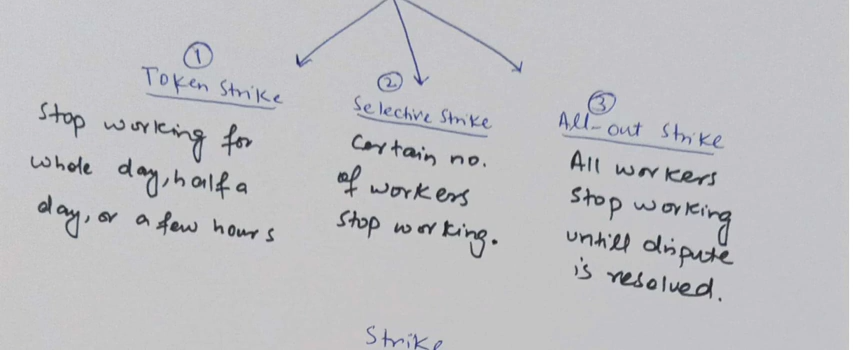 ①
Token Strike
Stop working for
whole day, half a
day, or a few hours
②
Selective Strike
Certain no.
of workers
stop working.
③
All-out Strike
All workers
stop working
untill dispute
is resolved.
Strike